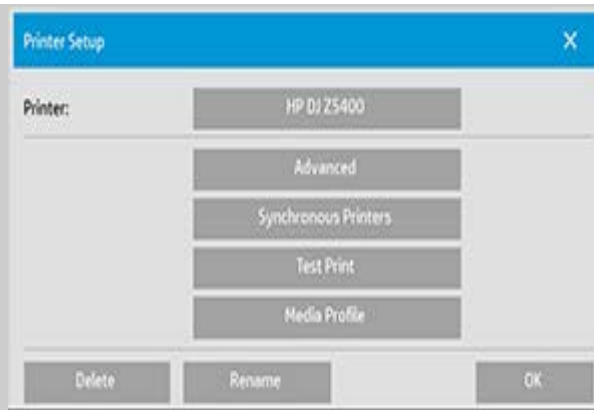 Printer Setup X
Printer: HP DJ Z5400
Advanced
Synchronous Printers
Test Print
Media Profile
Delete Rename OK